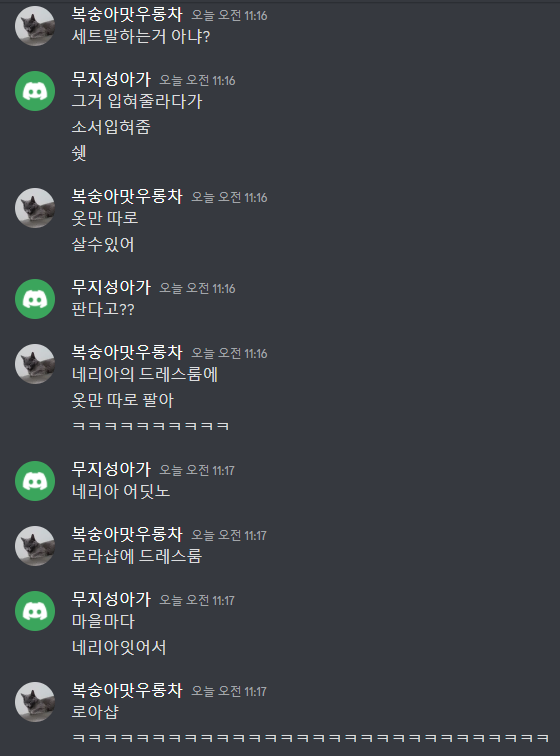 복숭아맛우롱차 오늘 오전 11:16
세트말하는거 아냐?
무지성아가 오늘 오전 11:16
그거 입혀줄라다가
소서입혀줌
쉣
복숭아맛우롱차 오늘 오전 11:16
옷만 따로
살수있어
무지성아가 오늘 오전 11:16
판다고??
복숭아맛우롱차 오늘 오전 11:16
네리아의 드레스룸에
옷만 따로 팔아
ㅋㅋㅋㅋㅋㅋㅋㅋㅋㅋ
무지성아가 오늘 오전 11:17
네리아 어딧노
복숭아맛우롱차 오늘 오전 11:17
로라샵에 드레스룸
무지성아가 오늘 오전 11:17
마을마다
네리아잇어서
복숭아맛우롱차 오늘 오전 11:17
로아샵
ㅋㅋㅋㅋㅋㅋㅋㅋㅋㅋㅋㅋㅋㅋㅋㅋㅋㅋㅋㅋㅋㅋㅋㅋㅋㅋㅋㅋㅋㅋ